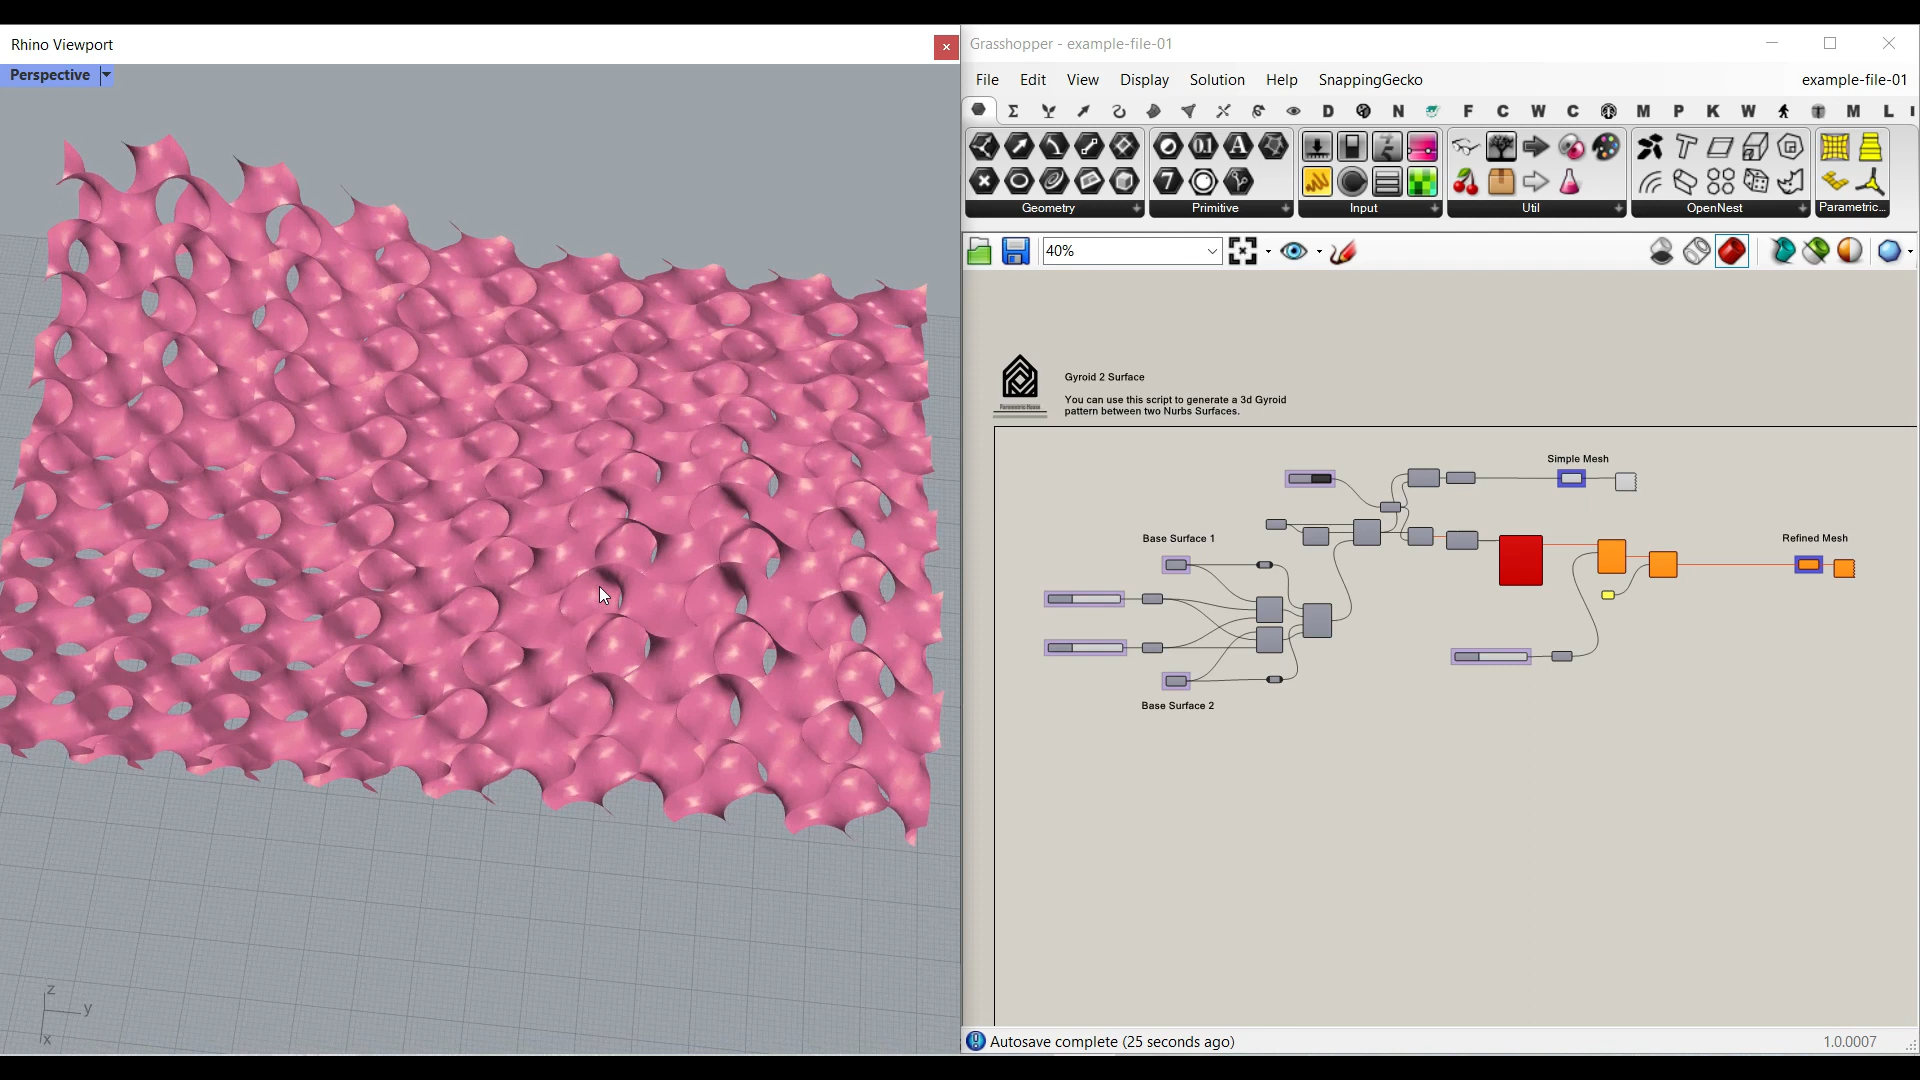 Rhino Viewport
Perspective
z
y
x
Grasshopper - example-file-01
File Edit View Display Solution Help SnappingGecko example-file-01
D N F C W C M P K W M L I
Geometry Primitive Input Util OpenNest Parametric...
40%
Parametric House
Gyroid 2 Surface
You can use this script to generate a 3d Gyroid
pattern between two Nurbs Surfaces.
Simple Mesh
Base Surface 1
Refined Mesh
Base Surface 2
Autosave complete (25 seconds ago)
1.0.0007